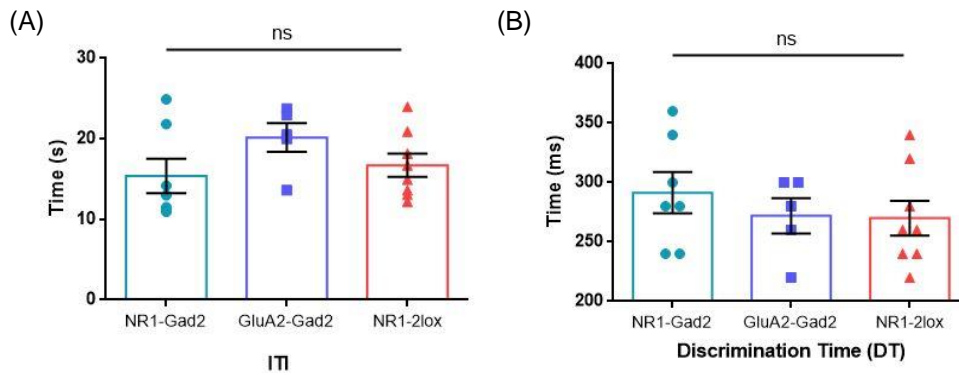 (A)
ns
30
20
10
0
Time (s)
NR1-Gad2 GluA2-Gad2 NR1-2lox
ITI
(B)
ns
400
350
300
250
200
Time (ms)
NR1-Gad2 GluA2-Gad2 NR1-2lox
Discrimination Time (DT)